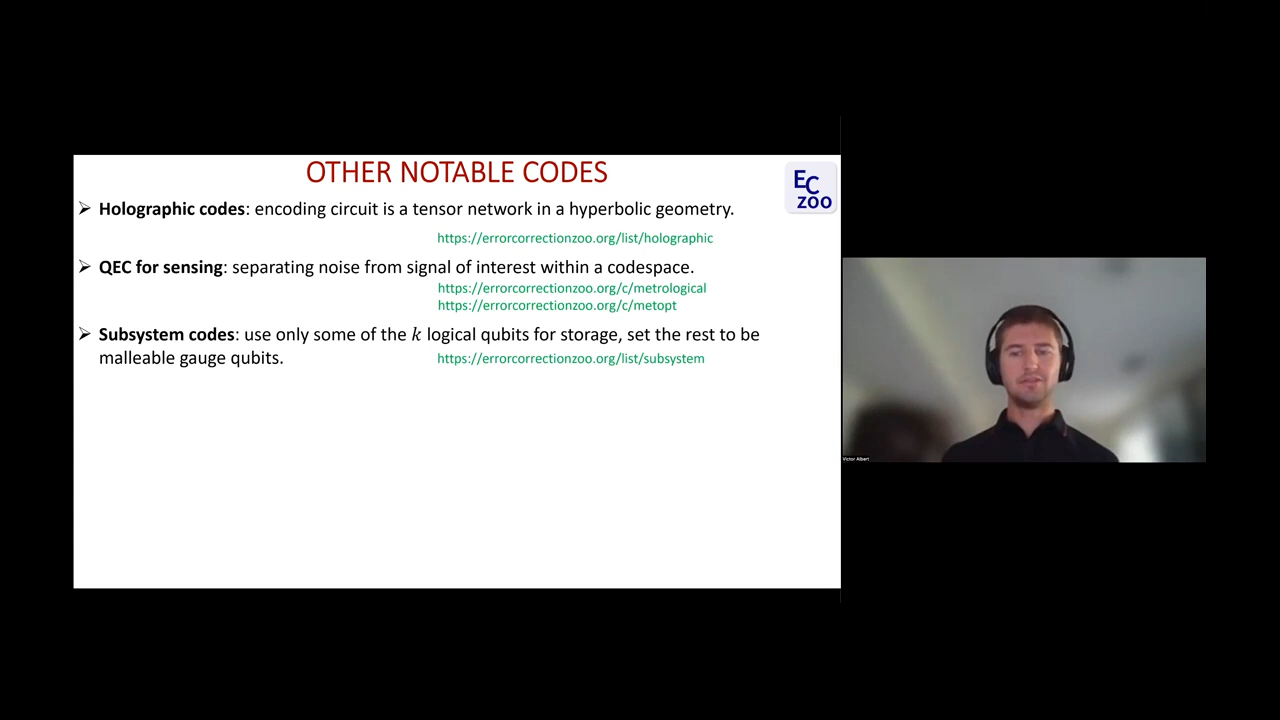 OTHER NOTABLE CODES
EC
zoo
➢ Holographic codes: encoding circuit is a tensor network in a hyperbolic geometry.
https://errorcorrectionzoo.org/list/holographic
➢ QEC for sensing: separating noise from signal of interest within a codespace.
https://errorcorrectionzoo.org/c/metrological
https://errorcorrectionzoo.org/c/metopt
➢ Subsystem codes: use only some of the k logical qubits for storage, set the rest to be
malleable gauge qubits.
https://errorcorrectionzoo.org/list/subsystem
Victor Albert